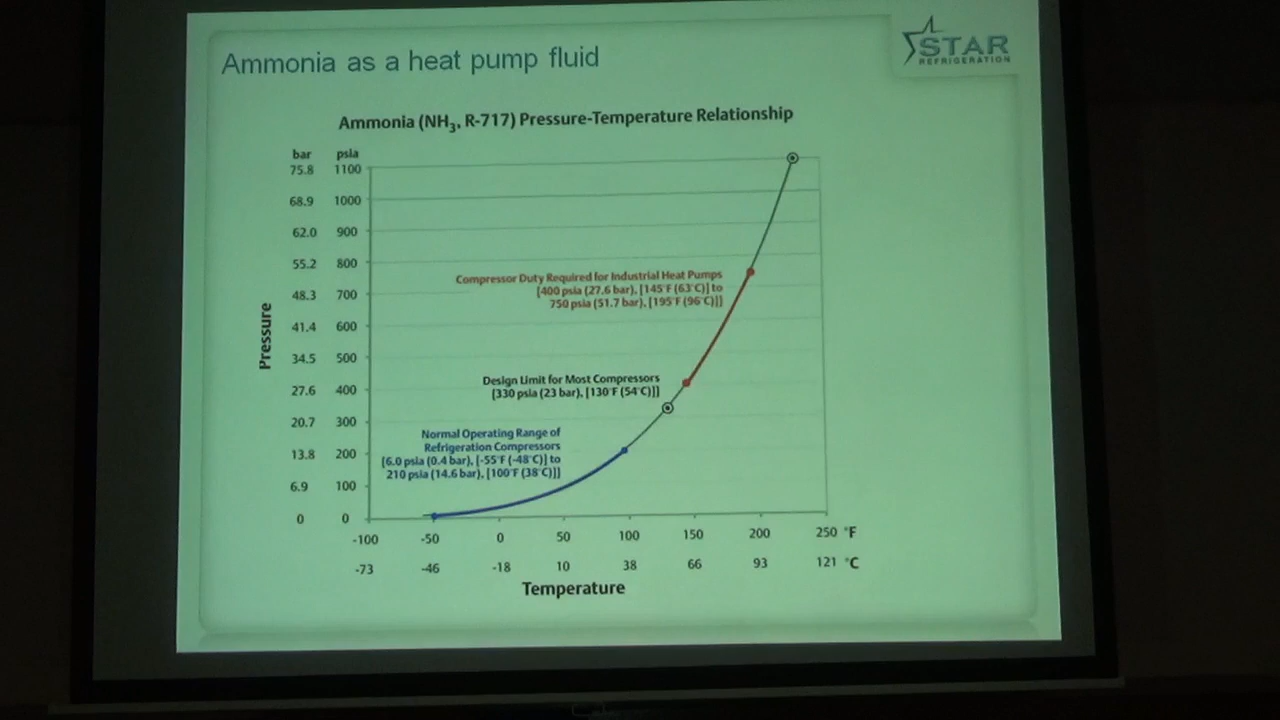 Ammonia as a heat pump fluid
STAR
REFRIGERATION
Ammonia (NH3, R-717) Pressure-Temperature Relationship
bar psia
75.8 1100
68.9 1000
62.0 900
55.2 800
48.3 700
41.4 600
34.5 500
27.6 400
20.7 300
13.8 200
6.9 100
0 0
Pressure
Compressor Duty Required for Industrial Heat Pumps
[400 psia (27.6 bar), [145°F (63°C)] to
750 psia (51.7 bar), [195°F (96°C)]]
Design Limit for Most Compressors
[330 psia (23 bar), [130°F (54°C)]]
Normal Operating Range of
Refrigeration Compressors
[6.0 psia (0.4 bar), [-55°F (-48°C)] to
210 psia (14.6 bar), [100°F (38°C)]]
-100 -50 0 50 100 150 200 250 °F
-73 -46 -18 10 38 66 93 121 °C
Temperature